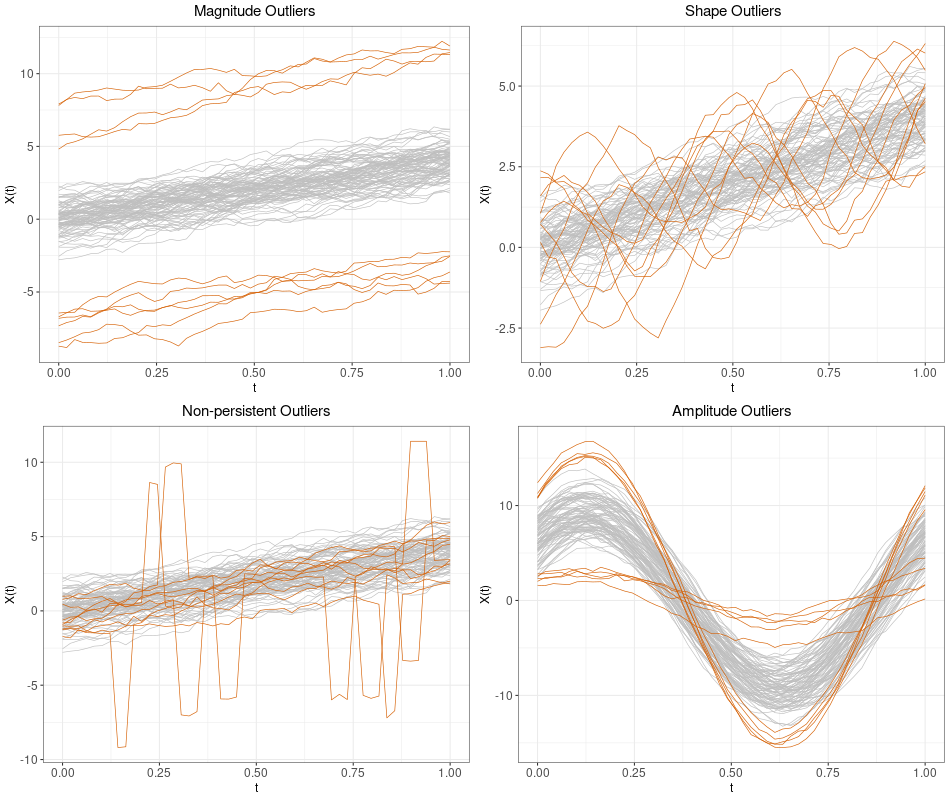 Magnitude Outliers
X(t)
10
5
0
-5
0.00 0.25 0.50 0.75 1.00
t
Shape Outliers
X(t)
5.0
2.5
0.0
-2.5
0.00 0.25 0.50 0.75 1.00
t
Non-persistent Outliers
X(t)
10
5
0
-5
-10
0.00 0.25 0.50 0.75 1.00
t
Amplitude Outliers
X(t)
10
0
-10
0.00 0.25 0.50 0.75 1.00
t